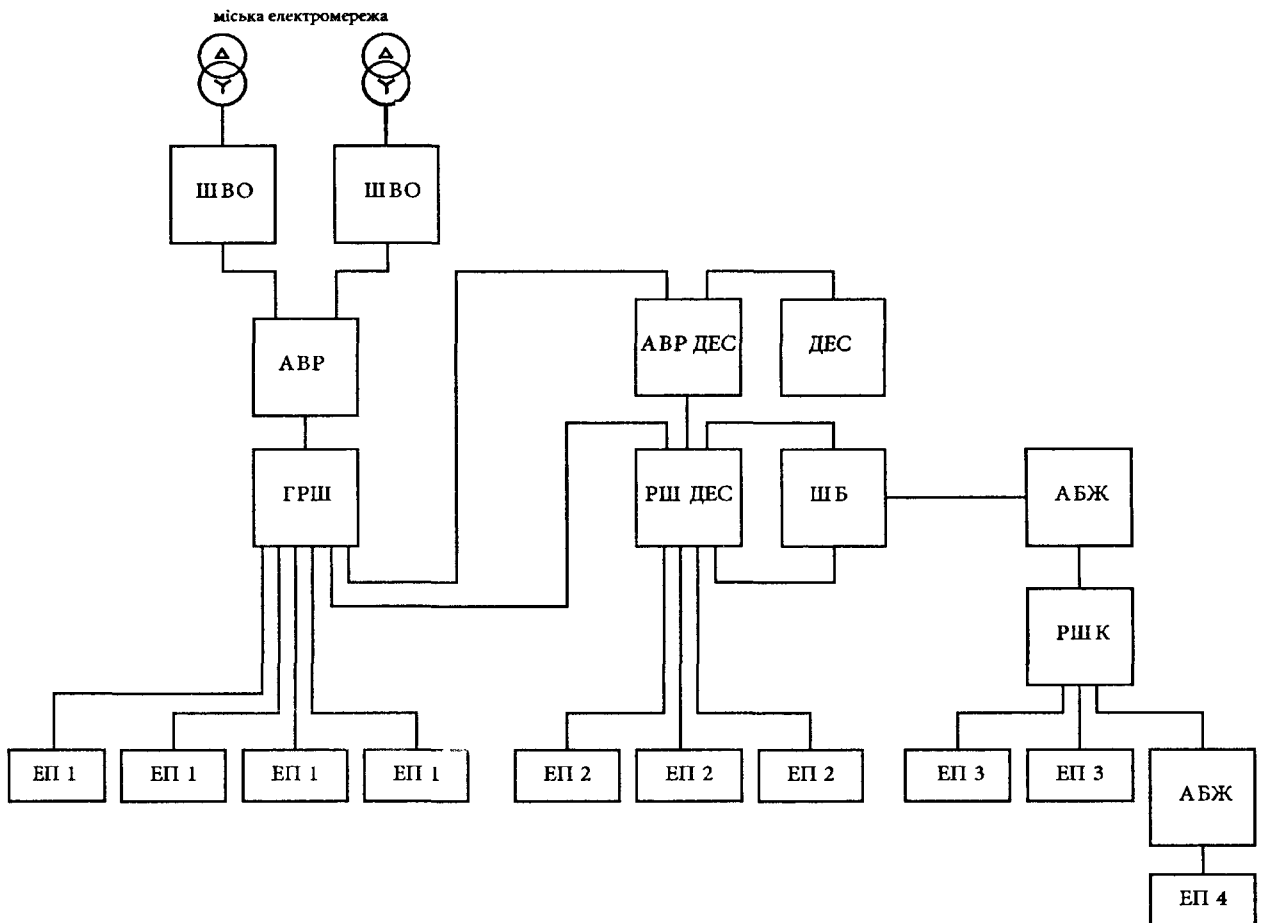 міська електромережа
ШВО
ШВО
АВР
АВР ДЕС
ДЕС
ГРШ
РШ ДЕС
ШБ
АБЖ
РШК
ЕП 1
ЕП 1
ЕП 1
ЕП 1
ЕП 2
ЕП 2
ЕП 2
ЕП 3
ЕП 3
АБЖ
ЕП 4